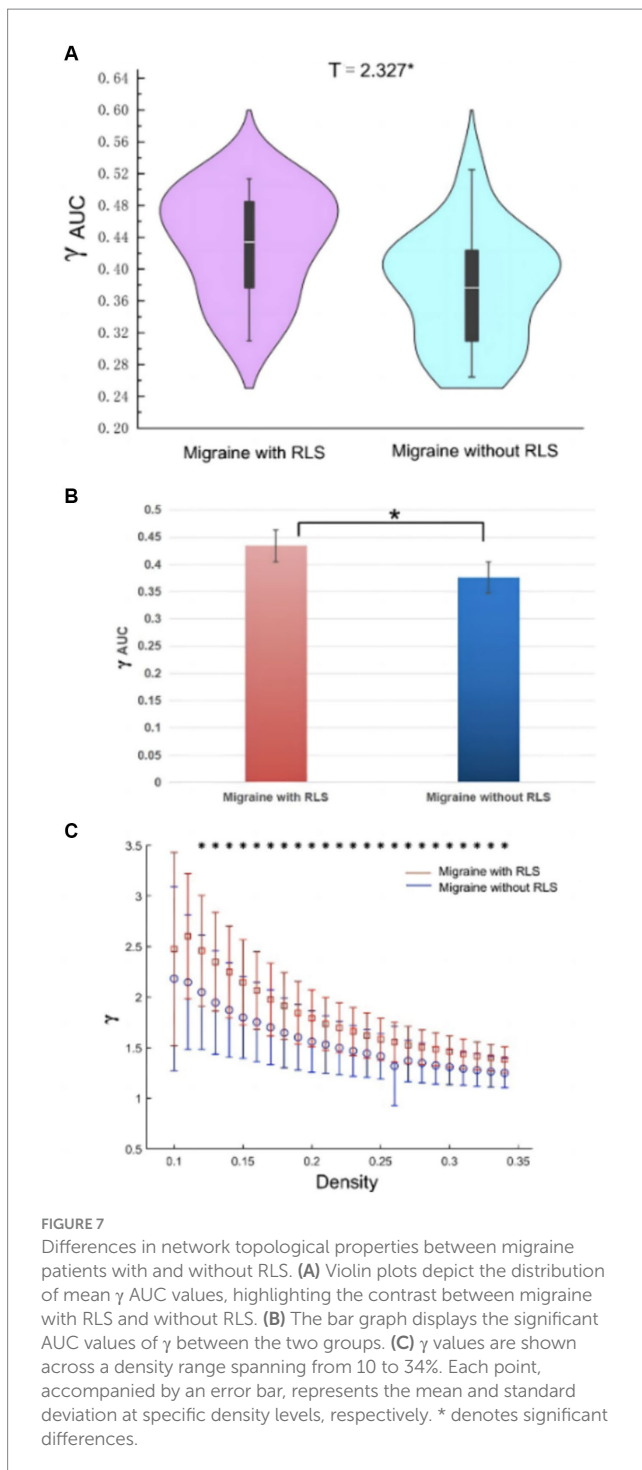 A
T = 2.327*
0.64
0.60
0.56
0.52
0.48
0.44
0.40
0.36
0.32
0.28
0.24
0.20
γ AUC
Migraine with RLS
Migraine without RLS
B
*
0.5
0.45
0.4
0.35
0.3
0.25
0.2
0.15
0.1
0.05
0
γ AUC
Migraine with RLS
Migraine without RLS
C
* * * * * * * * * * * * * * * * * * * * * * *
3.5
3
2.5
2
1.5
1
0.5
γ
Migraine with RLS
Migraine without RLS
0.1 0.15 0.2 0.25 0.3 0.35
Density
FIGURE 7
Differences in network topological properties between migraine
patients with and without RLS. (A) Violin plots depict the distribution
of mean γ AUC values, highlighting the contrast between migraine
with RLS and without RLS. (B) The bar graph displays the significant
AUC values of γ between the two groups. (C) γ values are shown
across a density range spanning from 10 to 34%. Each point,
accompanied by an error bar, represents the mean and standard
deviation at specific density levels, respectively. * denotes significant
differences.